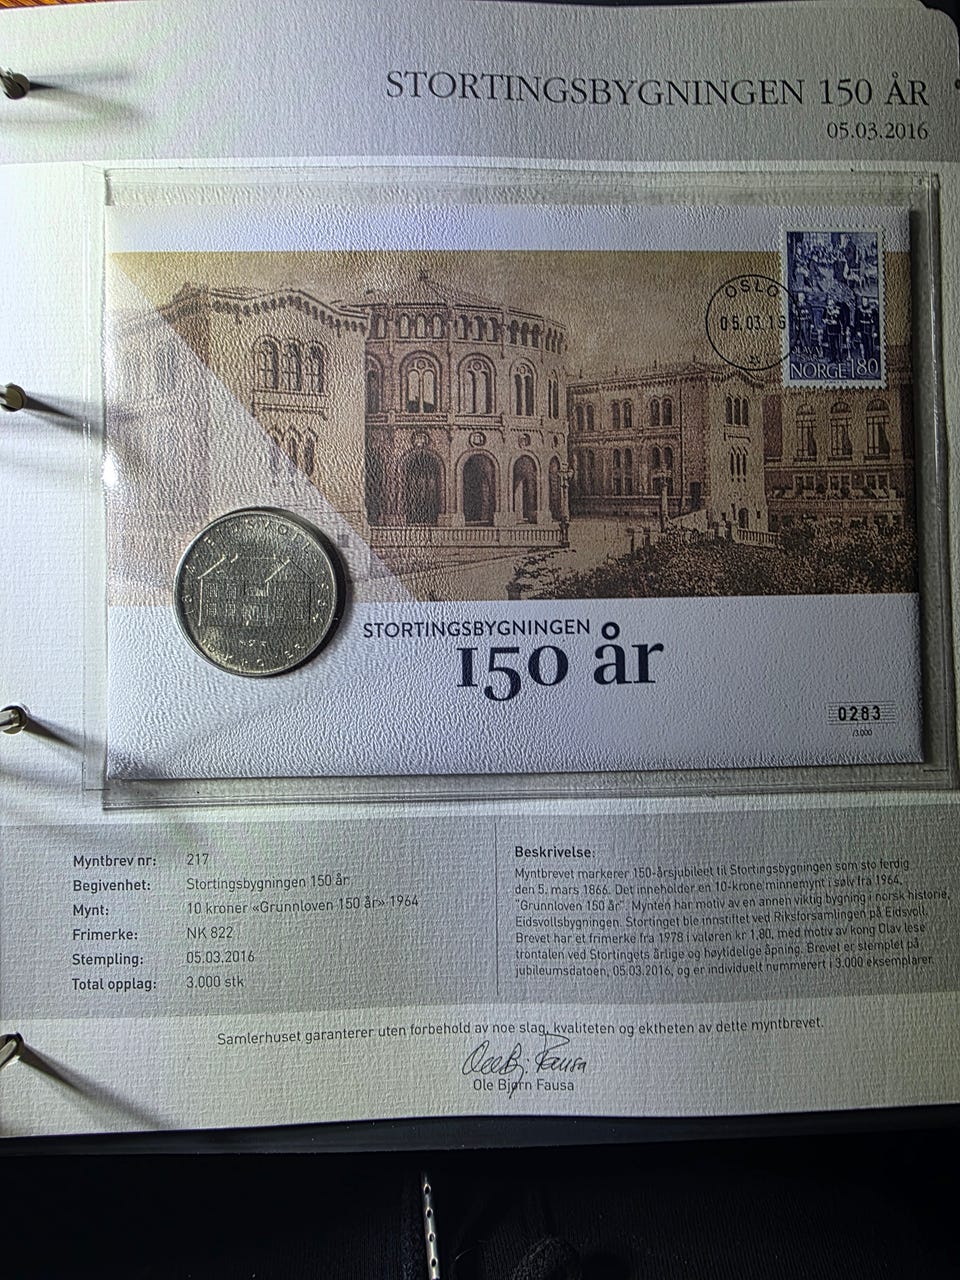 STORTINGSBYGNINGEN 150 ÅR
05.03.2016
OSLO
05.03.16
OLAV V
NORGE 180
STORTINGSBYGNINGEN
150 år
0283
/3.000
Myntbrev nr: 217
Begivenhet: Stortingsbygningen 150 år
Mynt: 10 kroner «Grunnloven 150 år» 1964
Frimerke: NK 822
Stempling: 05.03.2016
Total opplag: 3.000 stk
Beskrivelse:
Myntbrevet markerer 150-årsjubileet til Stortingsbygningen som sto ferdig
den 5. mars 1866. Det inneholder en 10-krone minnemynt i sølv fra 1964,
"Grunnloven 150 år". Mynten har motiv av en annen viktig bygning i norsk historie,
Eidsvollsbygningen. Stortinget ble innstiftet ved Riksforsamlingen på Eidsvoll.
Brevet har et frimerke fra 1978 i valøren kr 1,80, med motiv av kong Olav lese
trontalen ved Stortingets årlige og høytidelige åpning. Brevet er stemplet på
jubileumsdatoen, 05.03.2016, og er individuelt nummerert i 3.000 eksemplarer.
Samlerhuset garanterer uten forbehold av noe slag, kvaliteten og ektheten av dette myntbrevet.
Ole Bj. Fausa
Ole Bjørn Fausa